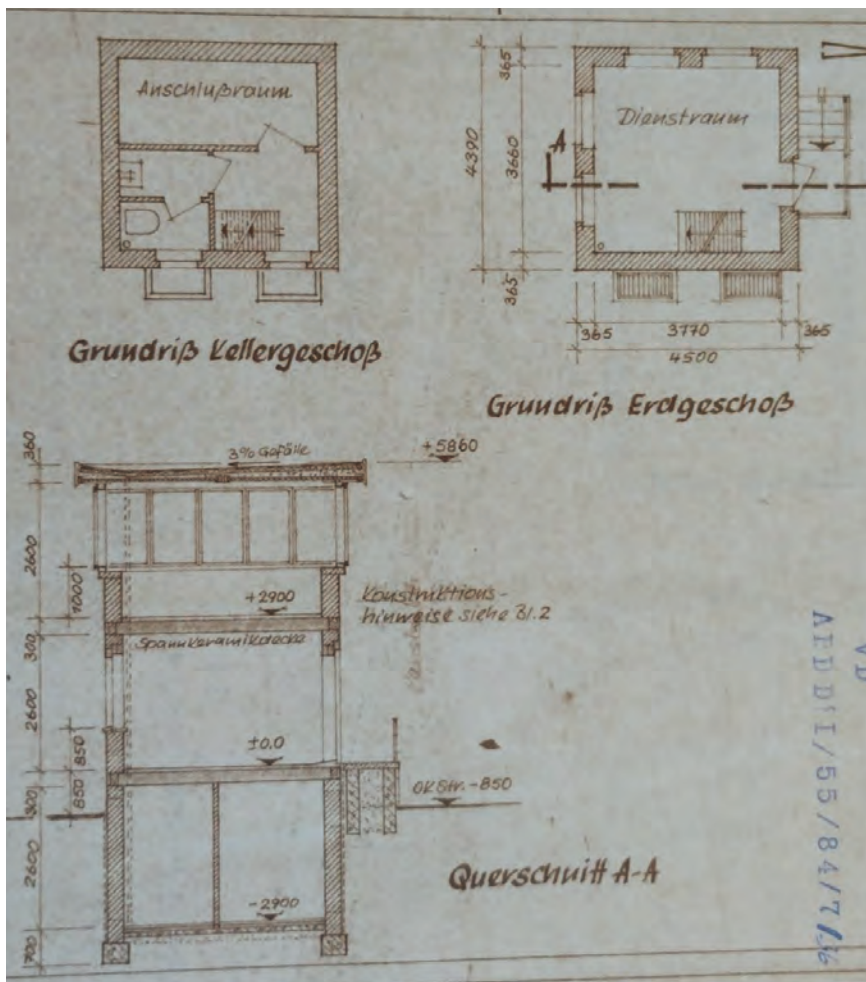 Anschlußraum
Grundriß Kellergeschoß
365
4390
3660
365
Dienstraum
A
365
3770
365
4500
Grundriß Erdgeschoß
360
3% Gefälle
+5860
2600
1000
+2900
Konstruktions-
hinweise siehe Bl.2
300
Spannkeramikdecke
2600
850
±0.0
850
OK Str. -850
300
2600
-2900
Querschnitt A-A
700